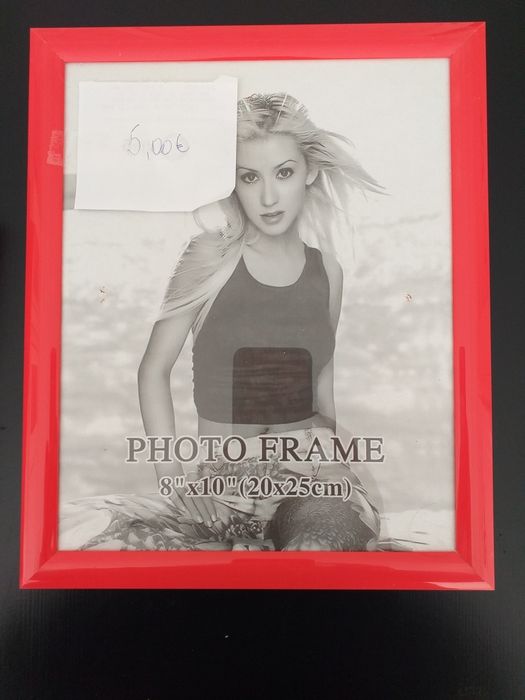 5,00€
PHOTO FRAME
8"x10"(20x25cm)